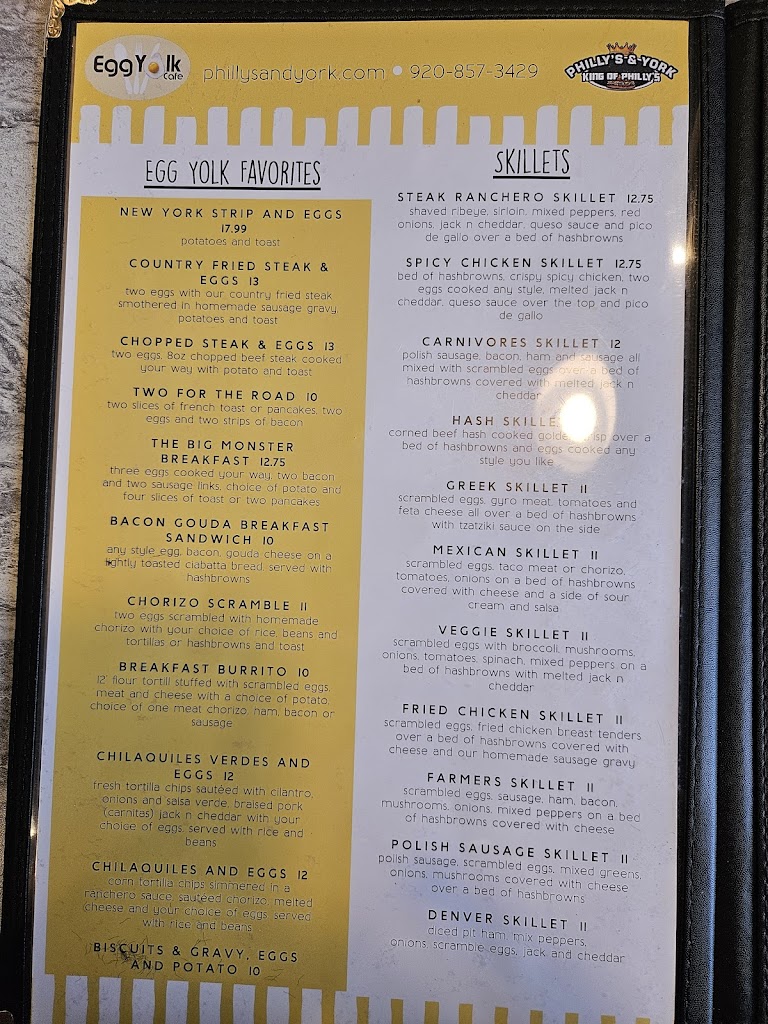 EggYolk
cafe
phillysandyork.com • 920-857-3429
PHILLY'S-&-YORK
KING OF PHILLY'S
EGG YOLK FAVORITES
NEW YORK STRIP AND EGGS
17.99
potatoes and toast
COUNTRY FRIED STEAK &
EGGS 13
two eggs with our country fried steak
smothered in homemade sausage gravy,
potatoes and toast
CHOPPED STEAK & EGGS 13
two eggs, 8oz chopped beef steak cooked
your way with potato and toast
TWO FOR THE ROAD 10
two slices of french toast or pancakes, two
eggs and two strips of bacon
THE BIG MONSTER
BREAKFAST 12.75
three eggs cooked your way, two bacon
and two sausage links, choice of potato and
four slices of toast or two pancakes
BACON GOUDA BREAKFAST
SANDWICH 10
any style egg, bacon, gouda cheese on a
lightly toasted ciabatta bread, served with
hashbrowns
CHORIZO SCRAMBLE 11
two eggs scrambled with homemade
chorizo with your choice of rice, beans and
tortillas or hashbrowns and toast
BREAKFAST BURRITO 10
12" flour tortill stuffed with scrambled eggs,
meat and cheese with a choice of potato,
choice of one meat chorizo, ham, bacon or
sausage
CHILAQUILES VERDES AND
EGGS 12
fresh tortilla chips sautéed with cilantro,
onions and salsa verde, braised pork
(carnitas) jack n cheddar with your
choice of eggs, served with rice and
beans
CHILAQUILES AND EGGS 12
corn tortilla chips simmered in a
ranchero sauce, sautéed chorizo, melted
cheese and your choice of eggs served
with rice and beans
BISCUITS & GRAVY, EGGS
AND POTATO 10
SKILLETS
STEAK RANCHERO SKILLET 12.75
shaved ribeye, sirloin, mixed peppers, red
onions, jack n cheddar, queso sauce and pico
de gallo over a bed of hashbrowns
SPICY CHICKEN SKILLET 12.75
bed of hashbrowns, crispy spicy chicken, two
eggs cooked any style, melted jack n
cheddar, queso sauce over the top and pico
de gallo
CARNIVORES SKILLET 12
polish sausage, bacon, ham and sausage all
mixed with scrambled eggs over a bed of
hashbrowns covered with melted jack n
cheddar
HASH SKILLET
corned beef hash cooked golden crisp over a
bed of hashbrowns and eggs cooked any
style you like
GREEK SKILLET 11
scrambled eggs, gyro meat, tomatoes and
feta cheese all over a bed of hashbrowns
with tzatziki sauce on the side
MEXICAN SKILLET 11
scrambled eggs, taco meat or chorizo,
tomatoes, onions on a bed of hashbrowns
covered with cheese and a side of sour
cream and salsa
VEGGIE SKILLET 11
scrambled eggs with broccoli, mushrooms,
onions, tomatoes, spinach, mixed peppers on a
bed of hashbrowns with melted jack n
cheddar
FRIED CHICKEN SKILLET 11
scrambled eggs, fried chicken breast tenders
over a bed of hashbrowns covered with
cheese and our homemade sausage gravy
FARMERS SKILLET 11
scrambled eggs, sausage, ham, bacon,
mushrooms, onions, mixed peppers on a bed
of hashbrowns covered with cheese
POLISH SAUSAGE SKILLET 11
polish sausage, scrambled eggs, mixed greens,
onions, mushrooms covered with cheese
over a bed of hashbrowns
DENVER SKILLET 11
diced pit ham, mix peppers,
onions, scramble eggs, jack and cheddar